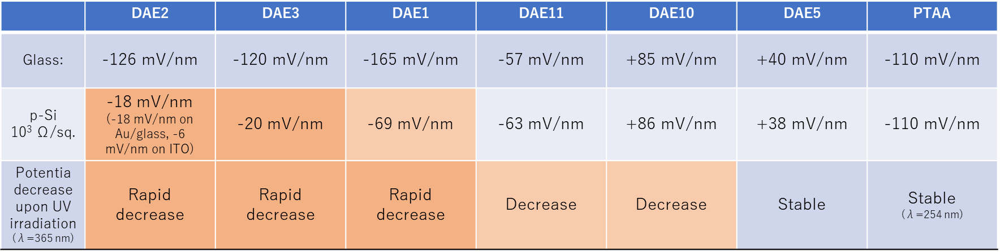 DAE2 DAE3 DAE1 DAE11 DAE10 DAE5 PTAA
Glass: -126 mV/nm -120 mV/nm -165 mV/nm -57 mV/nm +85 mV/nm +40 mV/nm -110 mV/nm
p-Si
10³ Ω/sq.
-18 mV/nm
(-18 mV/nm on
Au/glass, -6
mV/nm on ITO)
-20 mV/nm -69 mV/nm -63 mV/nm +86 mV/nm +38 mV/nm -110 mV/nm
Potentia
decrease
upon UV
irradiation
(λ=365 nm)
Rapid
decrease
Rapid
decrease
Rapid
decrease
Decrease
Decrease
Stable
Stable
(λ=254 nm)